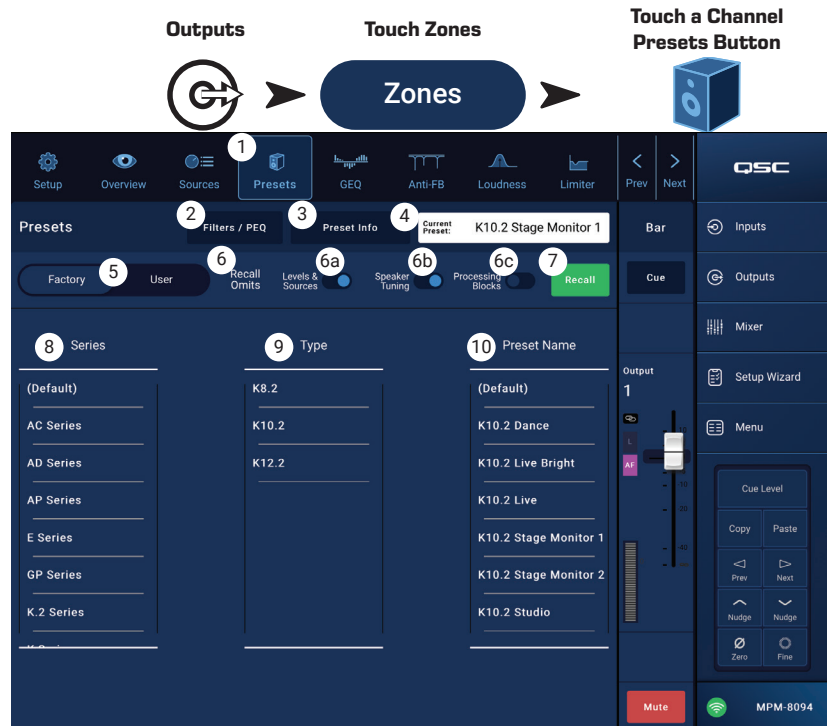 Outputs
Touch Zones
Touch a Channel
Presets Button
Zones
1
Setup
Overview
Sources
Presets
GEQ
Anti-FB
Loudness
Limiter
Prev
Next
QSC
Presets
2
Filters / PEQ
3
Preset Info
4
Current
Preset:
K10.2 Stage Monitor 1
Bar
Inputs
Factory
5
User
6
Recall
Omits
6a
Levels &
Sources
6b
Speaker
Tuning
6c
Processing
Blocks
7
Recall
Cue
Outputs
Mixer
8
Series
9
Type
10
Preset Name
(Default)
AC Series
AD Series
AP Series
E Series
GP Series
K.2 Series
K8.2
K10.2
K12.2
(Default)
K10.2 Dance
K10.2 Live Bright
K10.2 Live
K10.2 Stage Monitor 1
K10.2 Stage Monitor 2
K10.2 Studio
Output
1
L
AF
10
10
20
40
Mute
Setup Wizard
Menu
Cue Level
Copy
Paste
Prev
Next
Nudge
Nudge
Zero
Fine
MPM-8094